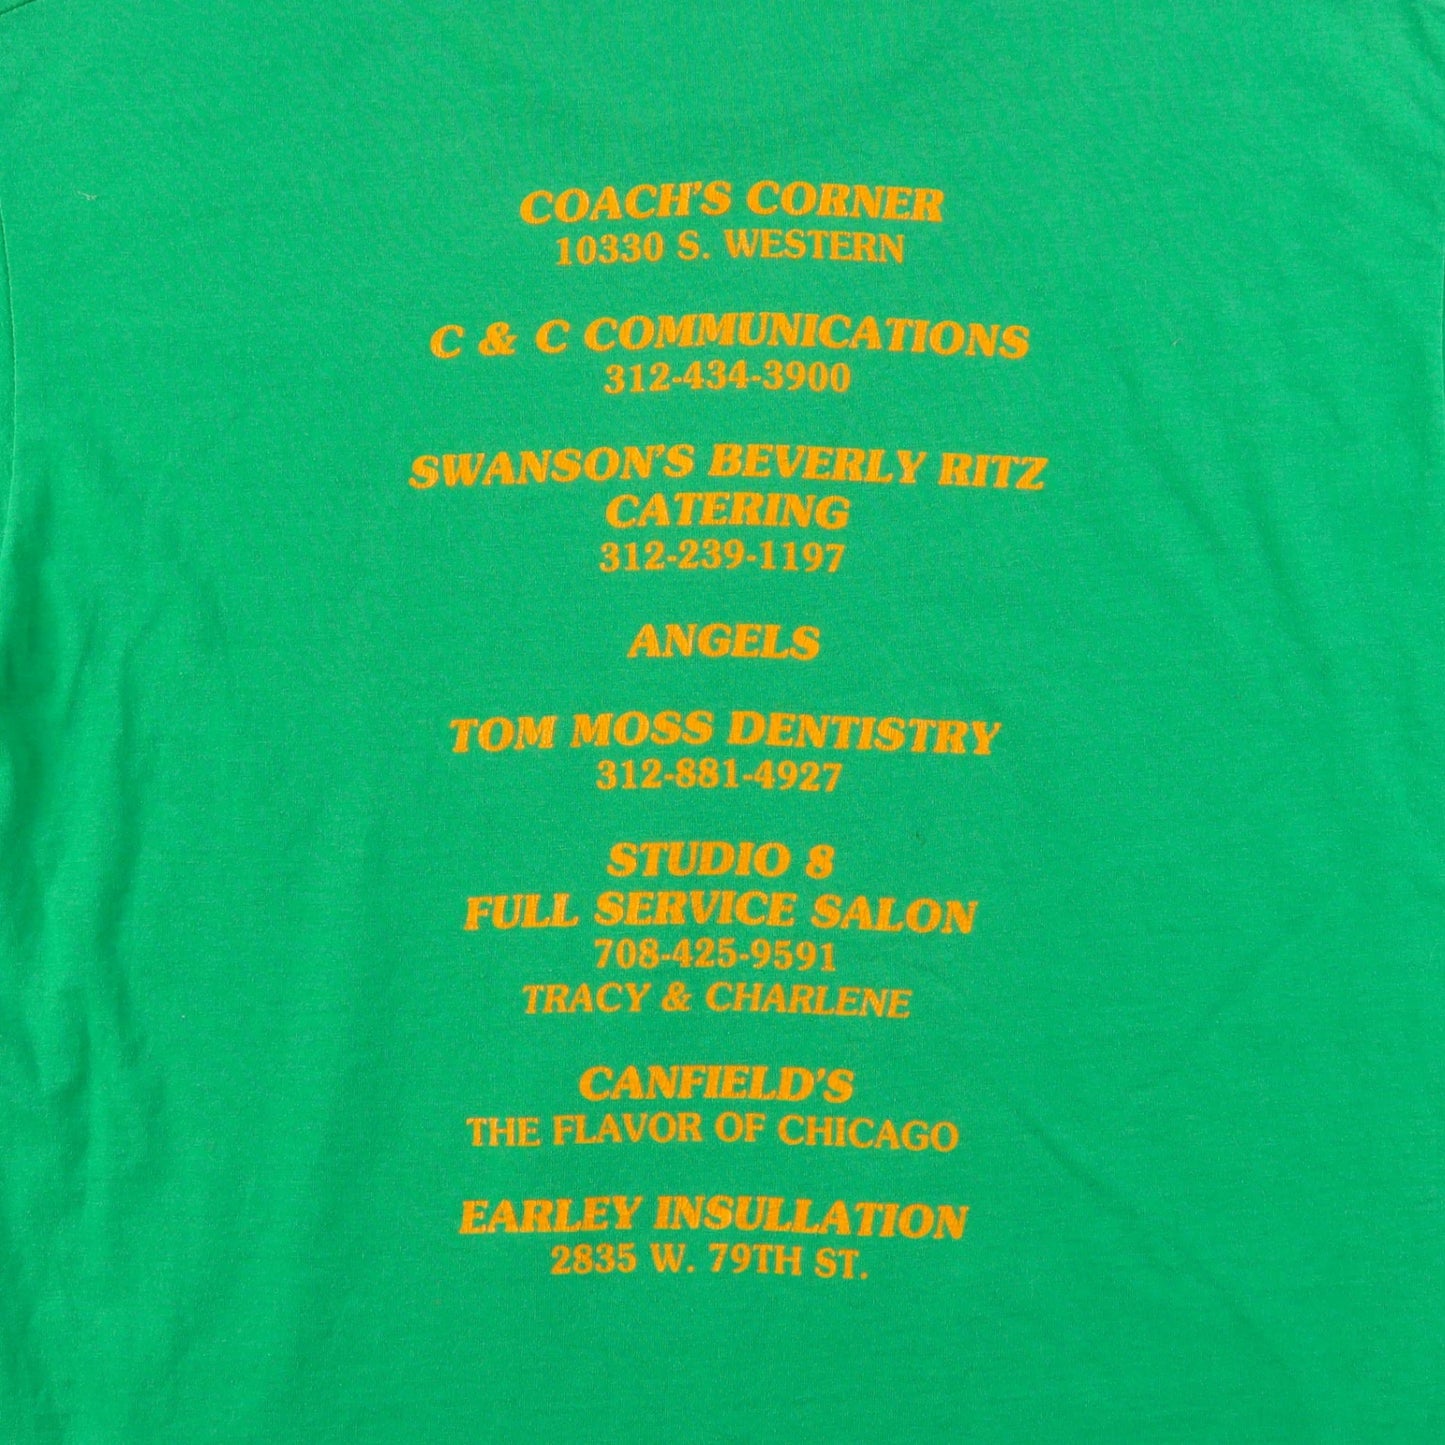 COACH'S CORNER
10330 S. WESTERN
C & C COMMUNICATIONS
312-434-3900
SWANSON'S BEVERLY RITZ
CATERING
312-239-1197
ANGELS
TOM MOSS DENTISTRY
312-881-4927
STUDIO 8
FULL SERVICE SALON
708-425-9591
TRACY & CHARLENE
CANFIELD'S
THE FLAVOR OF CHICAGO
EARLEY INSULLATION
2835 W. 79TH ST.